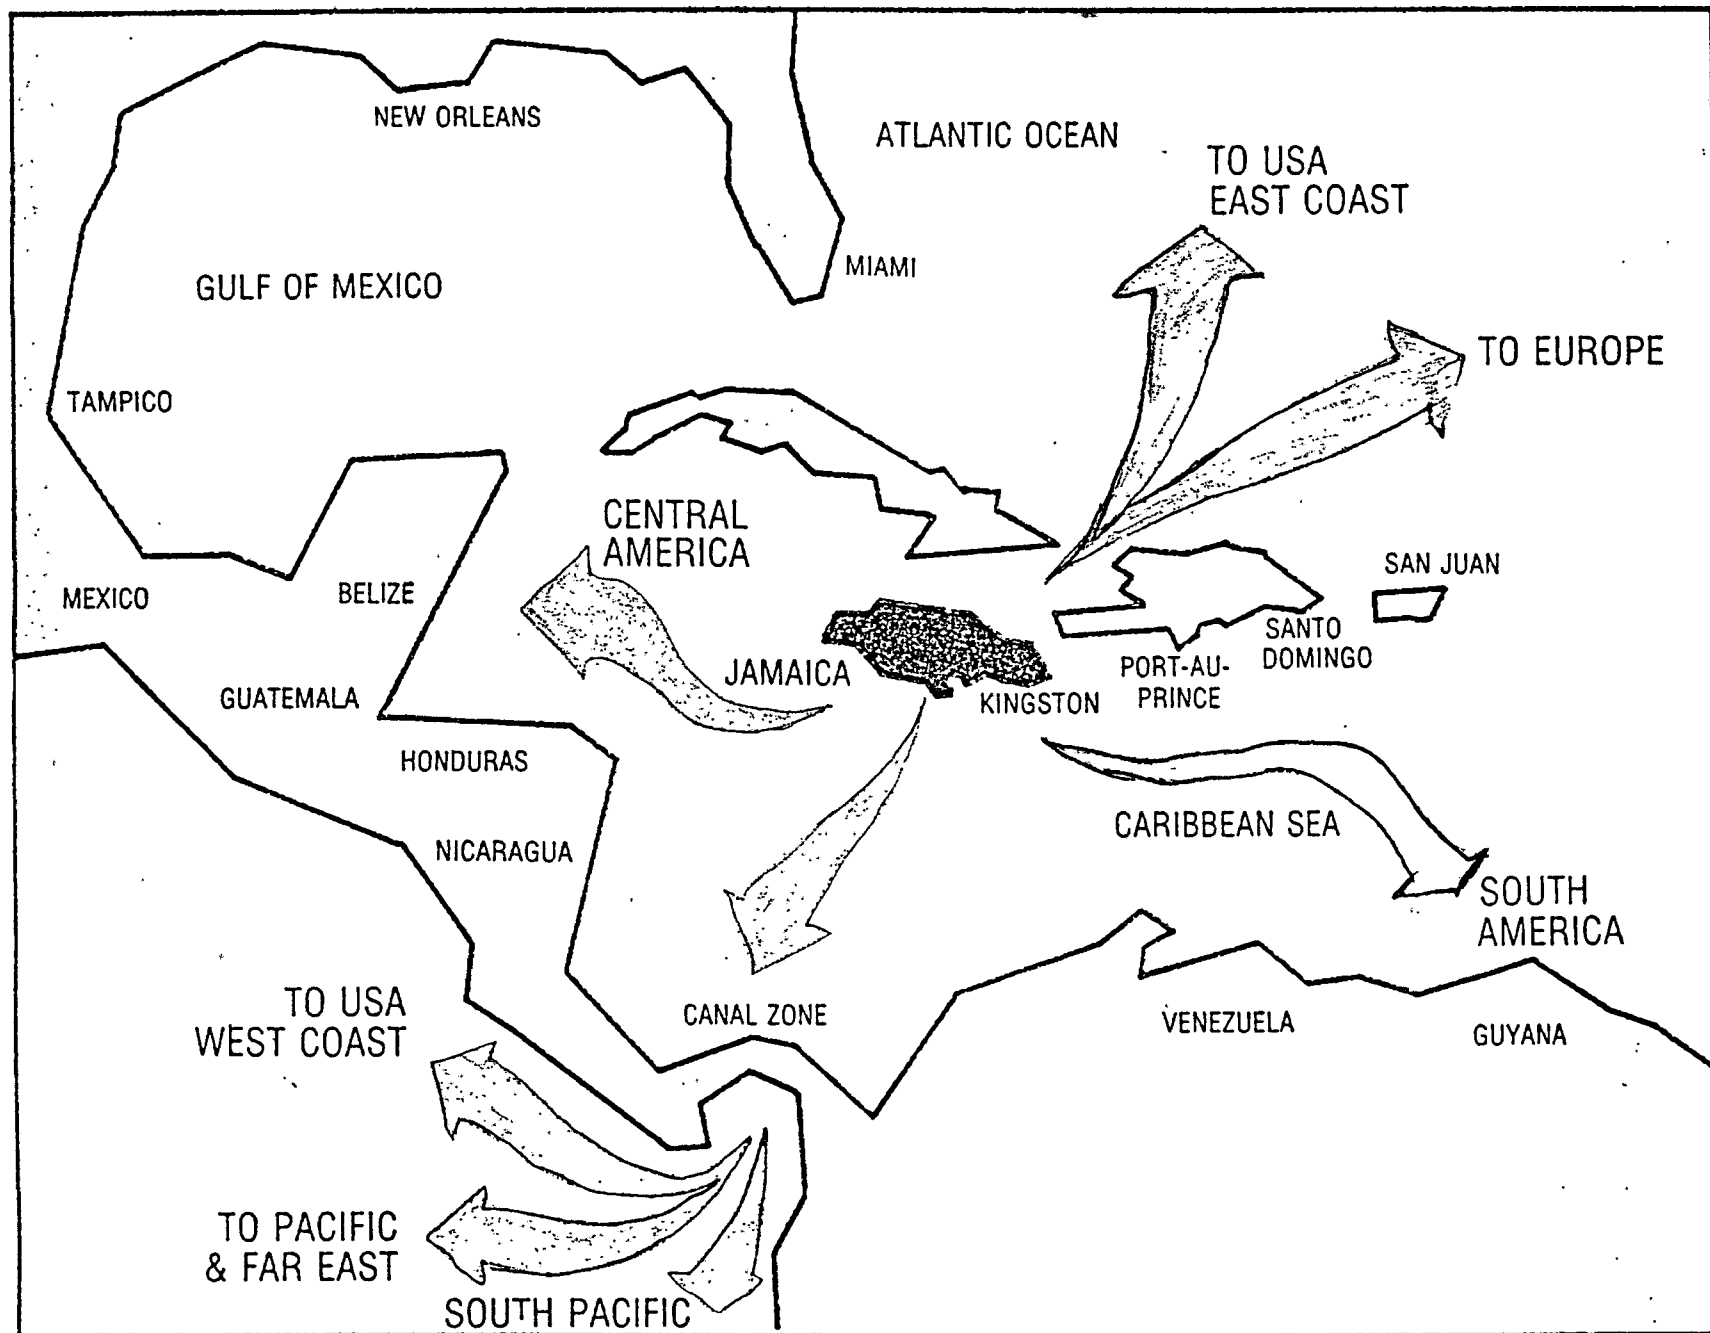 NEW ORLEANS
ATLANTIC OCEAN
TO USA
EAST COAST
MIAMI
GULF OF MEXICO
TO EUROPE
TAMPICO
CENTRAL
AMERICA
SAN JUAN
MEXICO
BELIZE
SANTO
DOMINGO
JAMAICA
PORT-AU-
PRINCE
GUATEMALA
KINGSTON
HONDURAS
CARIBBEAN SEA
NICARAGUA
SOUTH
AMERICA
TO USA
WEST COAST
CANAL ZONE
VENEZUELA
GUYANA
TO PACIFIC
& FAR EAST
SOUTH PACIFIC